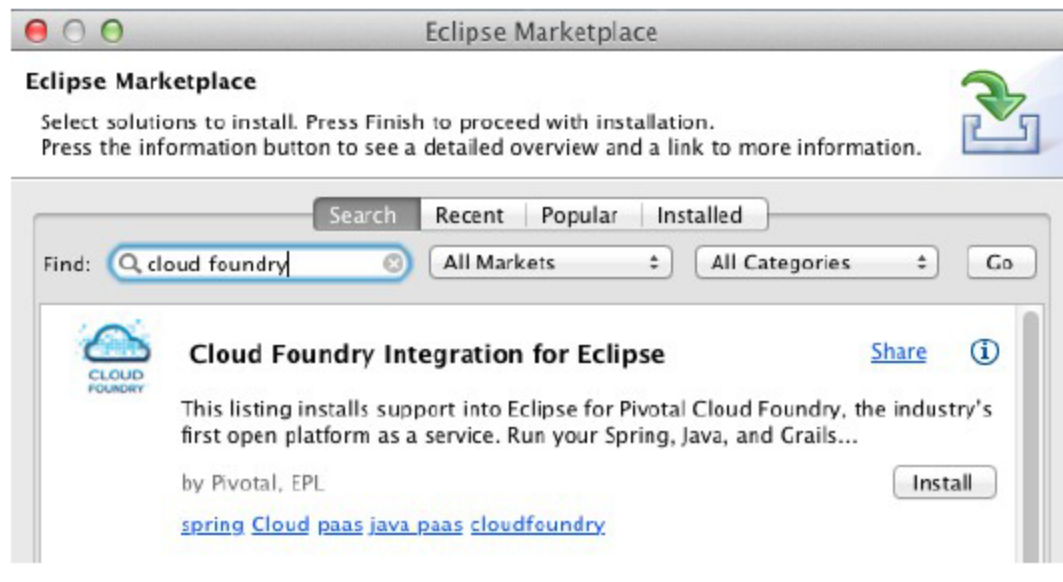 Eclipse Marketplace
Eclipse Marketplace
Select solutions to install. Press Finish to proceed with installation.
Press the information button to see a detailed overview and a link to more information.
Search Recent Popular Installed
Find: cloud foundry All Markets All Categories Go
Cloud Foundry Integration for Eclipse Share i
CLOUD
FOUNDRY
This listing installs support into Eclipse for Pivotal Cloud Foundry, the industry's
first open platform as a service. Run your Spring, Java, and Grails...
by Pivotal, EPL Install
spring Cloud paas java paas cloudfoundry